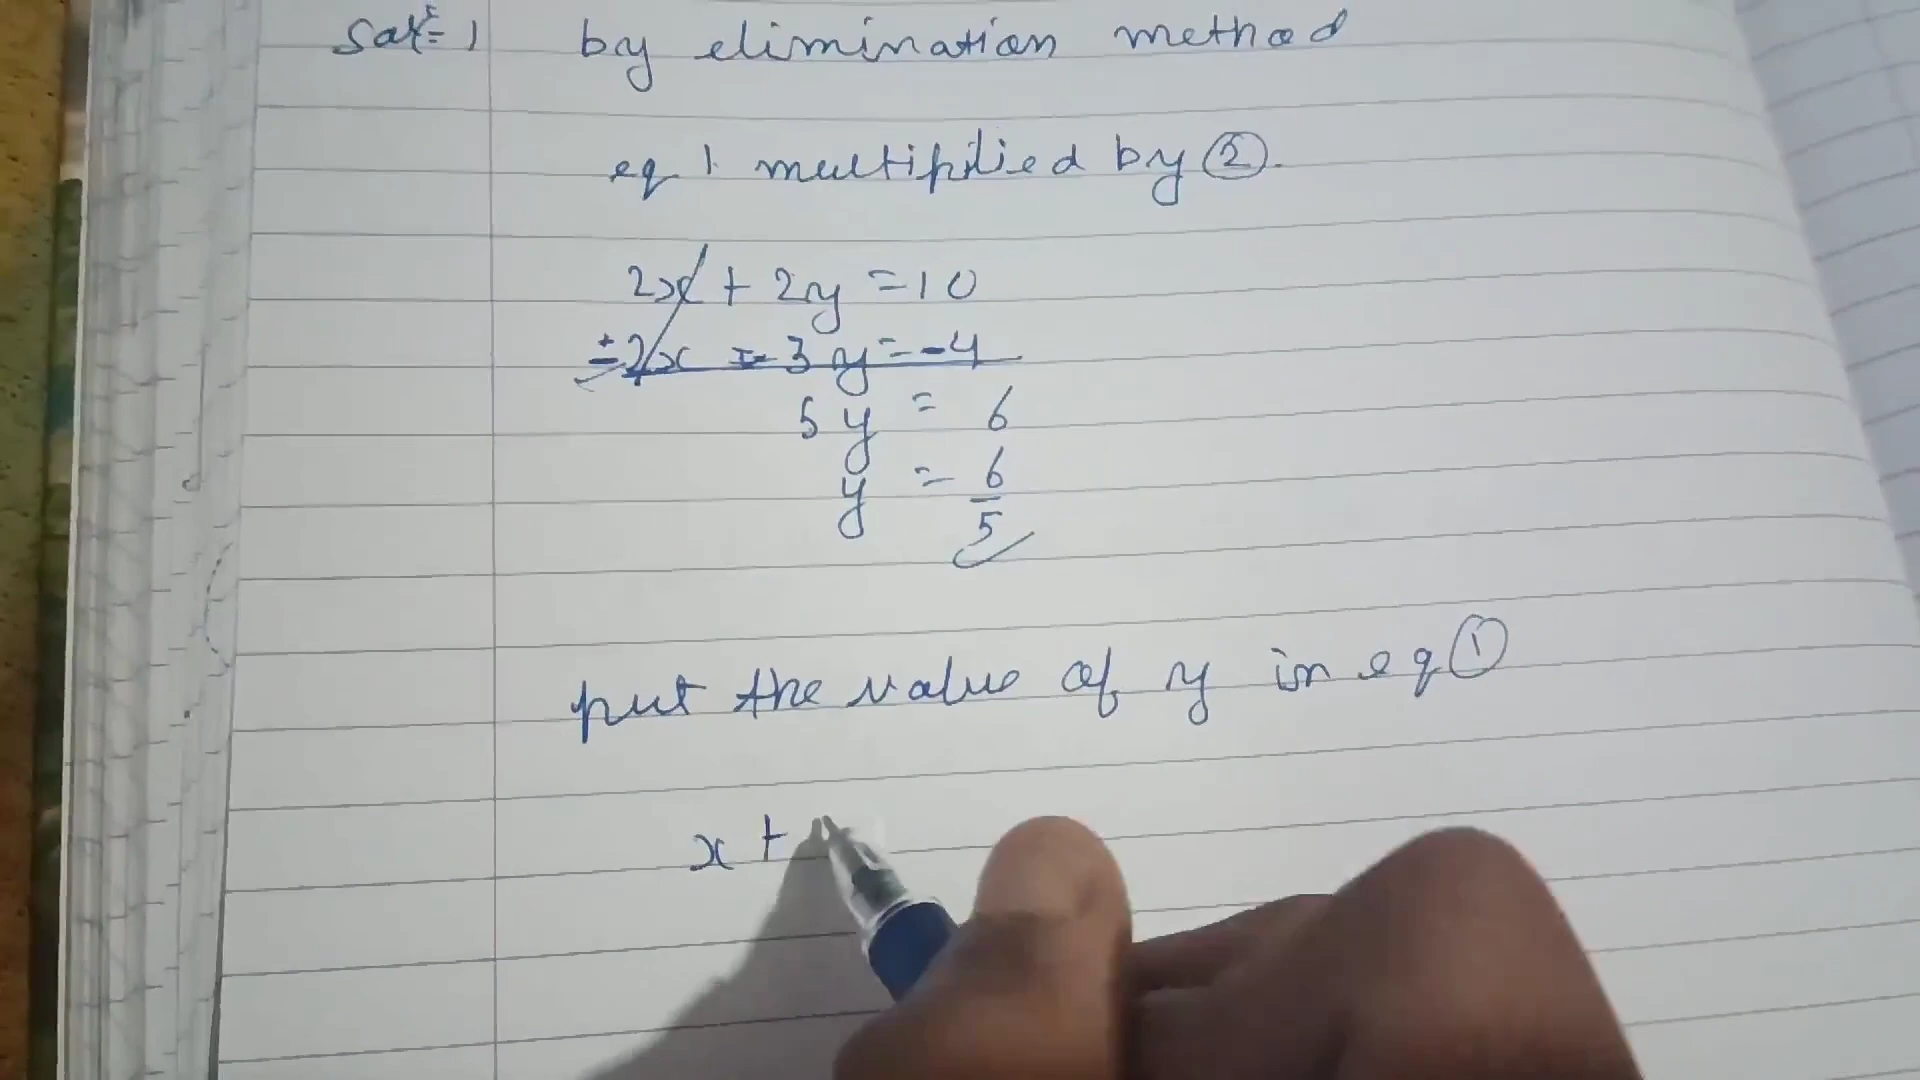 Sol^n= 1 by elimination method
eq 1. multiplied by ②.
2x + 2y = 10
2x - 3y = -4
5y = 6
y = 6/5
put the value of y in eq ①
x +